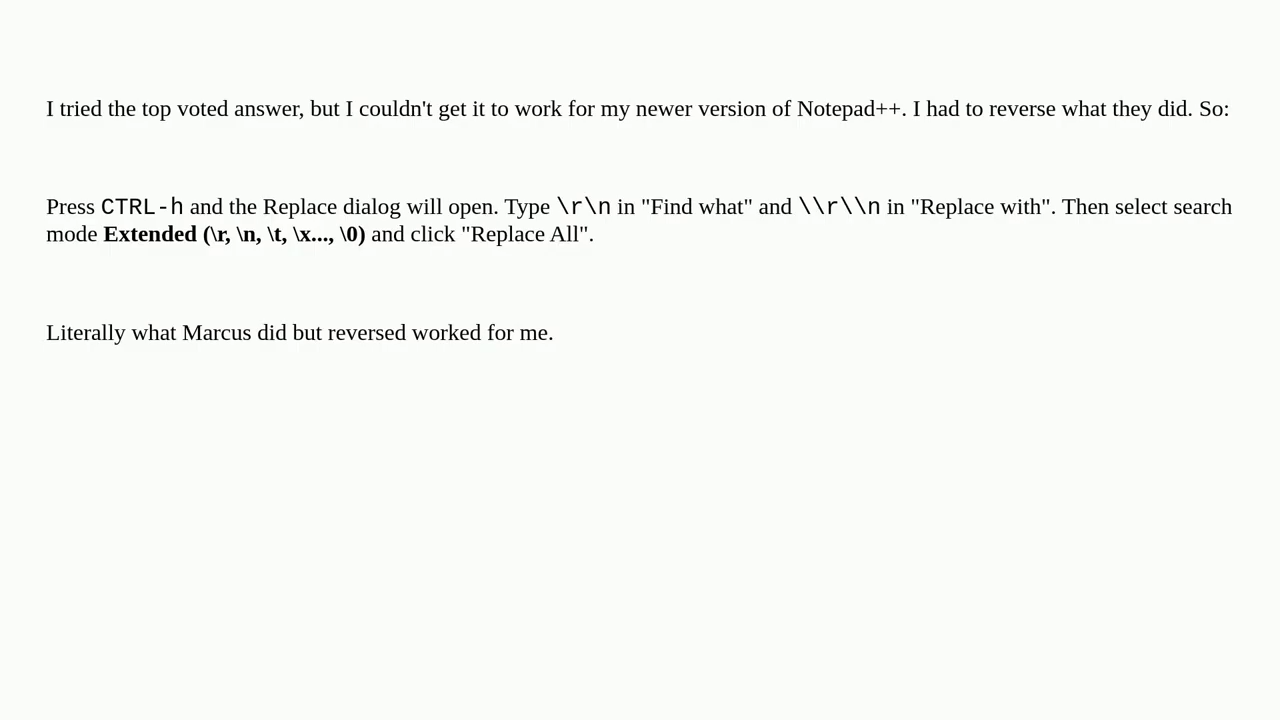 I tried the top voted answer, but I couldn't get it to work for my newer version of Notepad++. I had to reverse what they did. So:
Press CTRL-h and the Replace dialog will open. Type \r\n in "Find what" and \\r\\n in "Replace with". Then select search
mode Extended (\r, \n, \t, \x..., \0) and click "Replace All".
Literally what Marcus did but reversed worked for me.